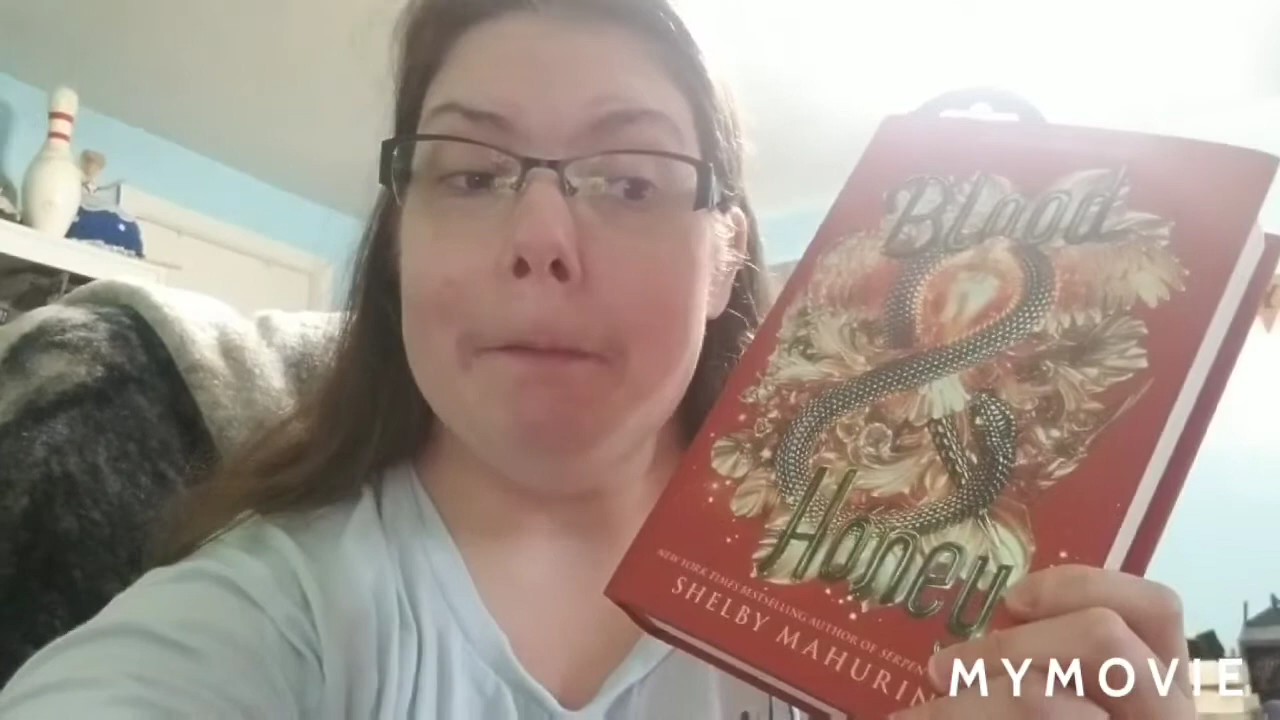 Blood
Honey
NEW YORK TIMES BESTSELLING AUTHOR OF
SHELBY MAHURIN
MYMOVIE